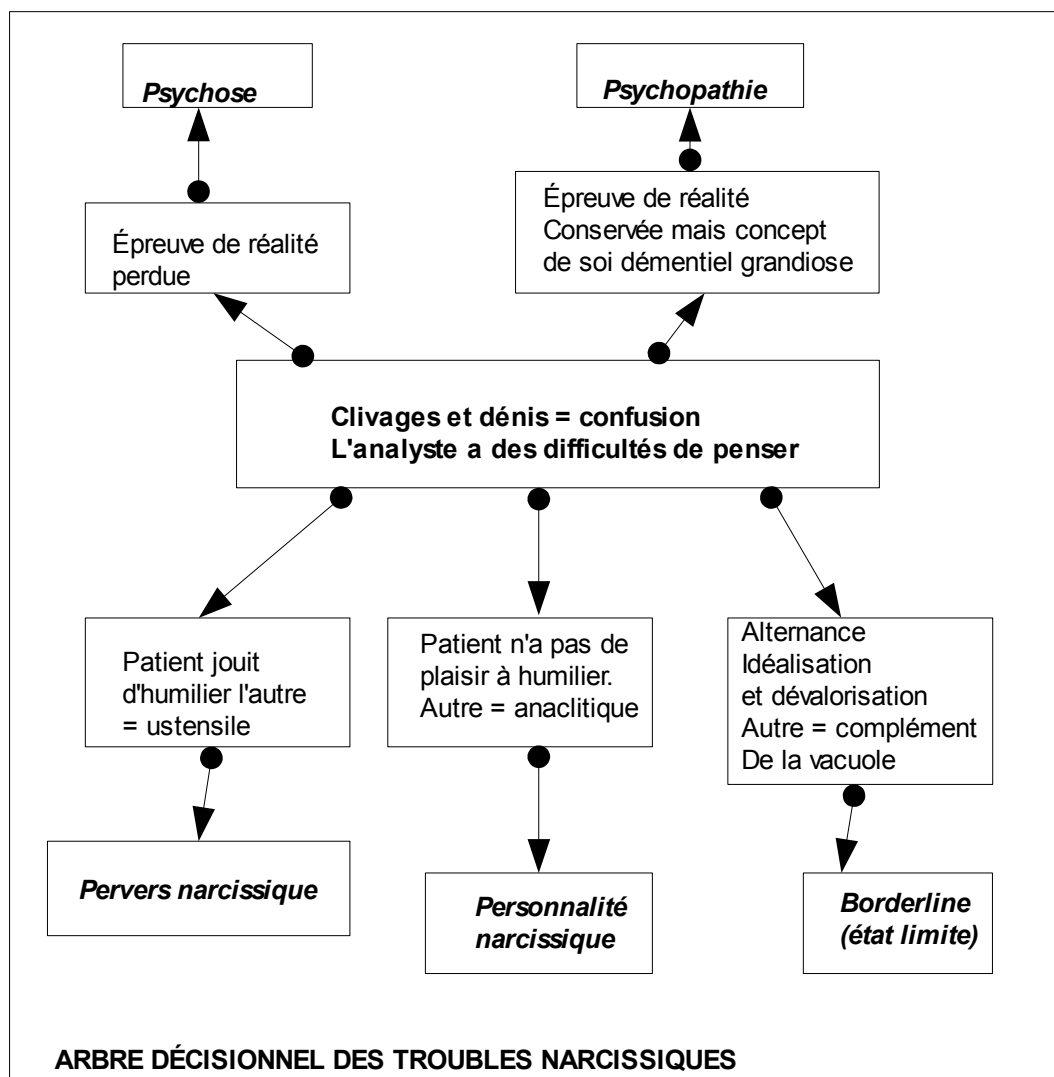 Psychose
Psychopathie
Épreuve de réalité
perdue
Épreuve de réalité
Conservée mais concept
de soi démentiel grandiose
Clivages et dénis = confusion
L'analyste a des difficultés de penser
Patient jouit
d'humilier l'autre
= ustensile
Patient n'a pas de
plaisir à humilier.
Autre = anaclitique
Alternance
Idéalisation
et dévalorisation
Autre = complément
De la vacuole
Pervers narcissique
Personnalité
narcissique
Borderline
(état limite)
ARBRE DÉCISIONNEL DES TROUBLES NARCISSIQUES